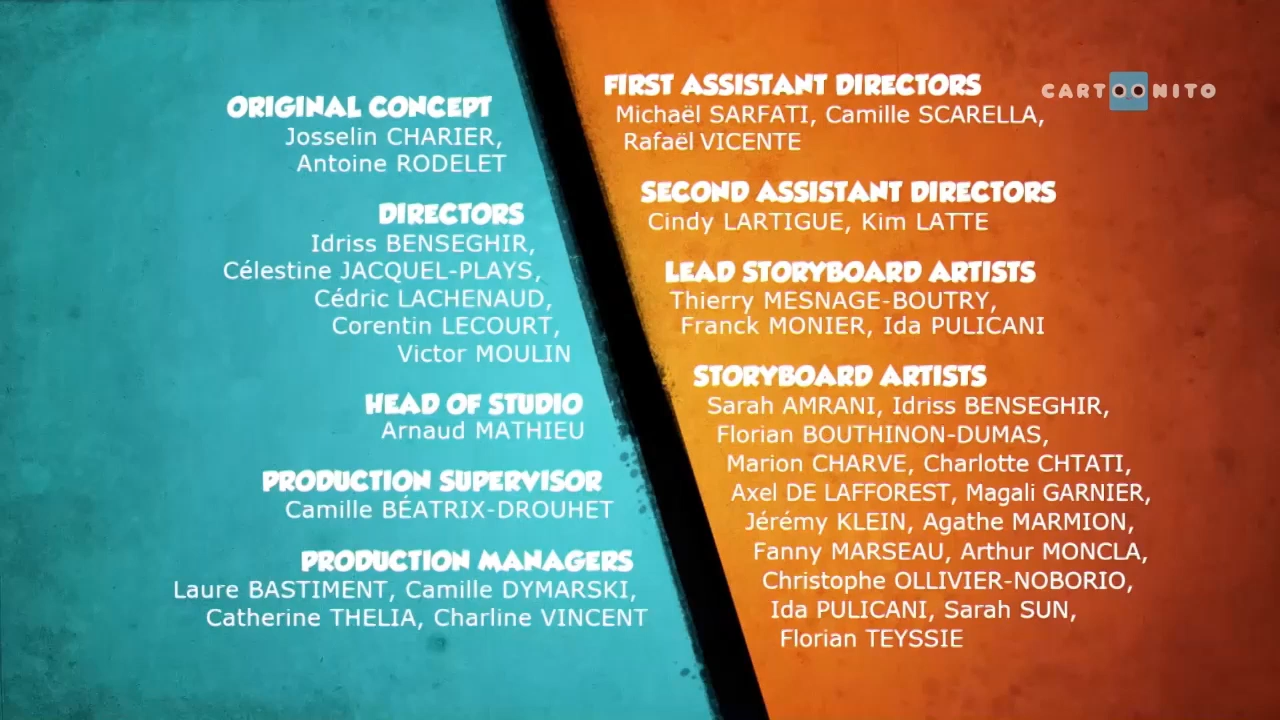 ORIGINAL CONCEPT
Josselin CHARIER,
Antoine RODELET
DIRECTORS
Idriss BENSEGHIR,
Célestine JACQUEL-PLAYS,
Cédric LACHENAUD,
Corentin LECOURT,
Victor MOULIN
HEAD OF STUDIO
Arnaud MATHIEU
PRODUCTION SUPERVISOR
Camille BÉATRIX-DROUHET
PRODUCTION MANAGERS
Laure BASTIMENT, Camille DYMARSKI,
Catherine THELIA, Charline VINCENT
FIRST ASSISTANT DIRECTORS
Michaël SARFATI, Camille SCARELLA,
Rafaël VICENTE
SECOND ASSISTANT DIRECTORS
Cindy LARTIGUE, Kim LATTE
LEAD STORYBOARD ARTISTS
Thierry MESNAGE-BOUTRY,
Franck MONIER, Ida PULICANI
STORYBOARD ARTISTS
Sarah AMRANI, Idriss BENSEGHIR,
Florian BOUTHINON-DUMAS,
Marion CHARVE, Charlotte CHTATI,
Axel DE LAFFOREST, Magali GARNIER,
Jérémy KLEIN, Agathe MARMION,
Fanny MARSEAU, Arthur MONCLA,
Christophe OLLIVIER-NOBORIO,
Ida PULICANI, Sarah SUN,
Florian TEYSSIE
CARTOONITO